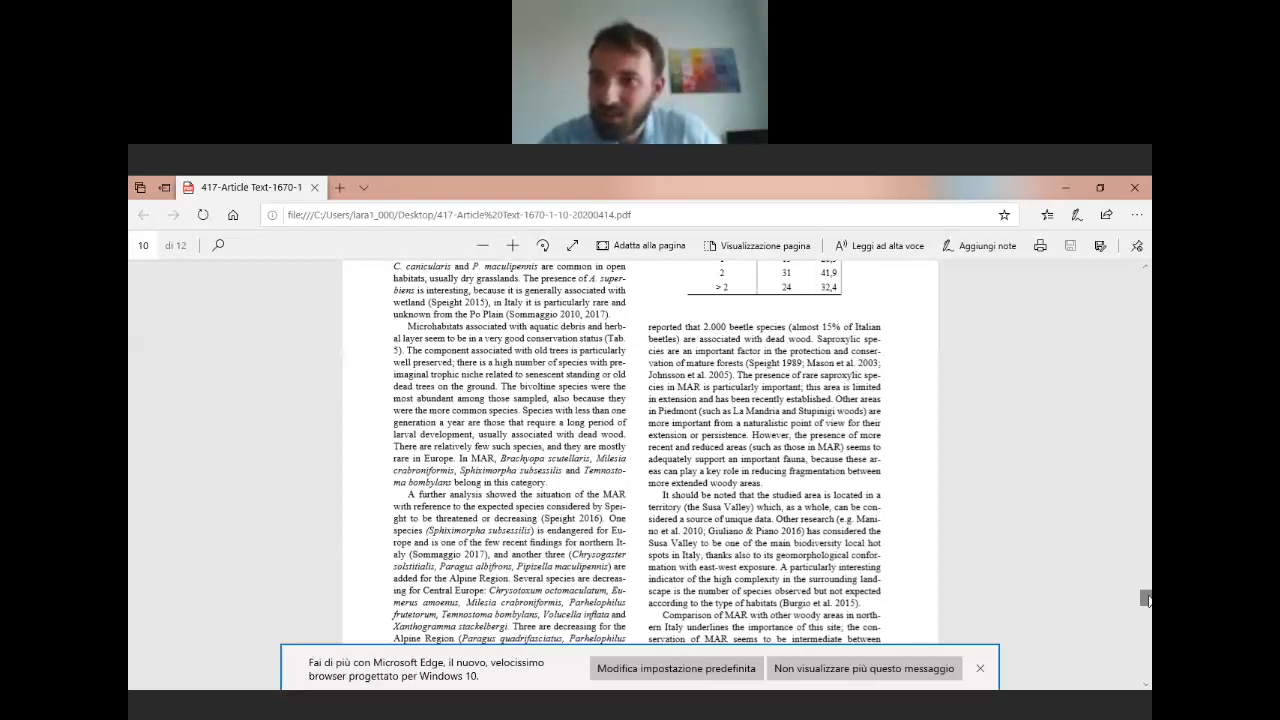 417-Article Text-1670-1
file:///C:/Users/lara1_000/Desktop/417-Article%20Text-1670-1-10-20200414.pdf
10 di 12
Adatta alla pagina
Visualizzazione pagina
Leggi ad alta voce
Aggiungi note
C. canicularis and P. maculipennis are common in open
habitats, usually dry grasslands. The presence of A. super-
biens is interesting, because it is generally associated with
wetland (Speight 2015), in Italy it is particularly rare and
unknown from the Po Plain (Sommaggio 2010, 2017).
Microhabitats associated with aquatic debris and herb-
al layer seem to be in a very good conservation status (Tab.
5). The component associated with old trees is particularly
well preserved; there is a high number of species with pre-
imaginal trophic niche related to senescent standing or old
dead trees on the ground. The bivoltine species were the
most abundant among those sampled, also because they
were the more common species. Species with less than one
generation a year are those that require a long period of
larval development, usually associated with dead wood.
There are relatively few such species, and they are mostly
rare in Europe. In MAR, Brachyopa scutellaris, Milesia
crabroniformis, Sphiximorpha subsessilis and Temnosto-
ma bombylans belong in this category.
A further analysis showed the situation of the MAR
with reference to the expected species considered by Spei-
ght to be threatened or decreasing (Speight 2016). One
species (Sphiximorpha subsessilis) is endangered for Eu-
rope and is one of the few recent findings for northern It-
aly (Sommaggio 2017), and another three (Chrysogaster
solstitialis, Paragus albifrons, Pipizella maculipennis) are
added for the Alpine Region. Several species are decreas-
ing for Central Europe: Chrysotoxum octomaculatum, Eu-
merus amoenus, Milesia crabroniformis, Parhelophilus
frutetorum, Temnostoma bombylans, Volucella inflata and
Xanthogramma stackelbergi. Three are decreasing for the
Alpine Region (Paragus quadrifasciatus, Parhelophilus
2 31 41,9
> 2 24 32,4
reported that 2.000 beetle species (almost 15% of Italian
beetles) are associated with dead wood. Saproxylic spe-
cies are an important factor in the protection and conser-
vation of mature forests (Speight 1989; Mason et al. 2003;
Johnsson et al. 2005). The presence of rare saproxylic spe-
cies in MAR is particularly important; this area is limited
in extension and has been recently established. Other areas
in Piedmont (such as La Mandria and Stupinigi woods) are
more important from a naturalistic point of view for their
extension or persistence. However, the presence of more
recent and reduced areas (such as those in MAR) seems to
adequately support an important fauna, because these ar-
eas can play a key role in reducing fragmentation between
more extended woody areas.
It should be noted that the studied area is located in a
territory (the Susa Valley) which, as a whole, can be con-
sidered a source of unique data. Other research (e.g. Mani-
no et al. 2010; Giuliano & Piano 2016) has considered the
Susa Valley to be one of the main biodiversity local hot
spots in Italy, thanks also to its geomorphological confor-
mation with east-west exposure. A particularly interesting
indicator of the high complexity in the surrounding land-
scape is the number of species observed but not expected
according to the type of habitats (Burgio et al. 2015).
Comparison of MAR with other woody areas in north-
ern Italy underlines the importance of this site; the con-
servation of MAR seems to be intermediate between
Fai di più con Microsoft Edge, il nuovo, velocissimo
browser progettato per Windows 10.
Modifica impostazione predefinita
Non visualizzare più questo messaggio